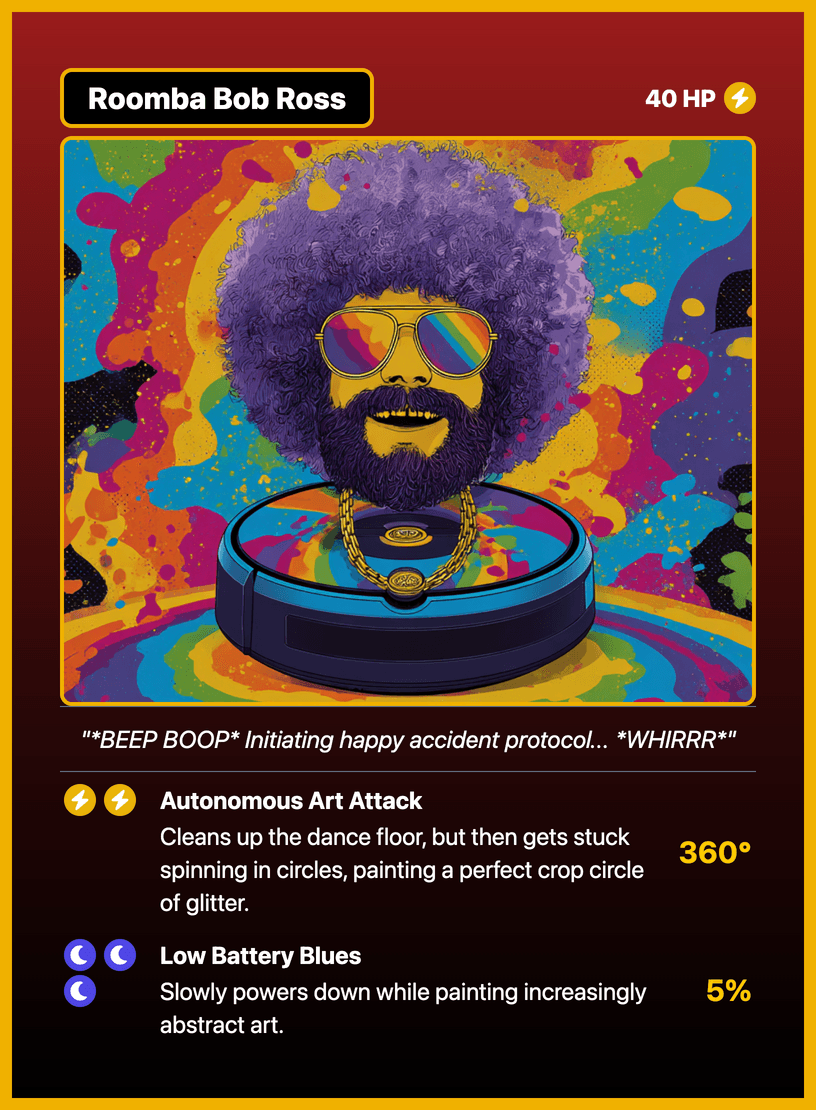 Roomba Bob Ross
40 HP
"*BEEP BOOP* Initiating happy accident protocol... *WHIRRR*"
Autonomous Art Attack
Cleans up the dance floor, but then gets stuck
spinning in circles, painting a perfect crop circle
of glitter.
360°
Low Battery Blues
Slowly powers down while painting increasingly
abstract art.
5%